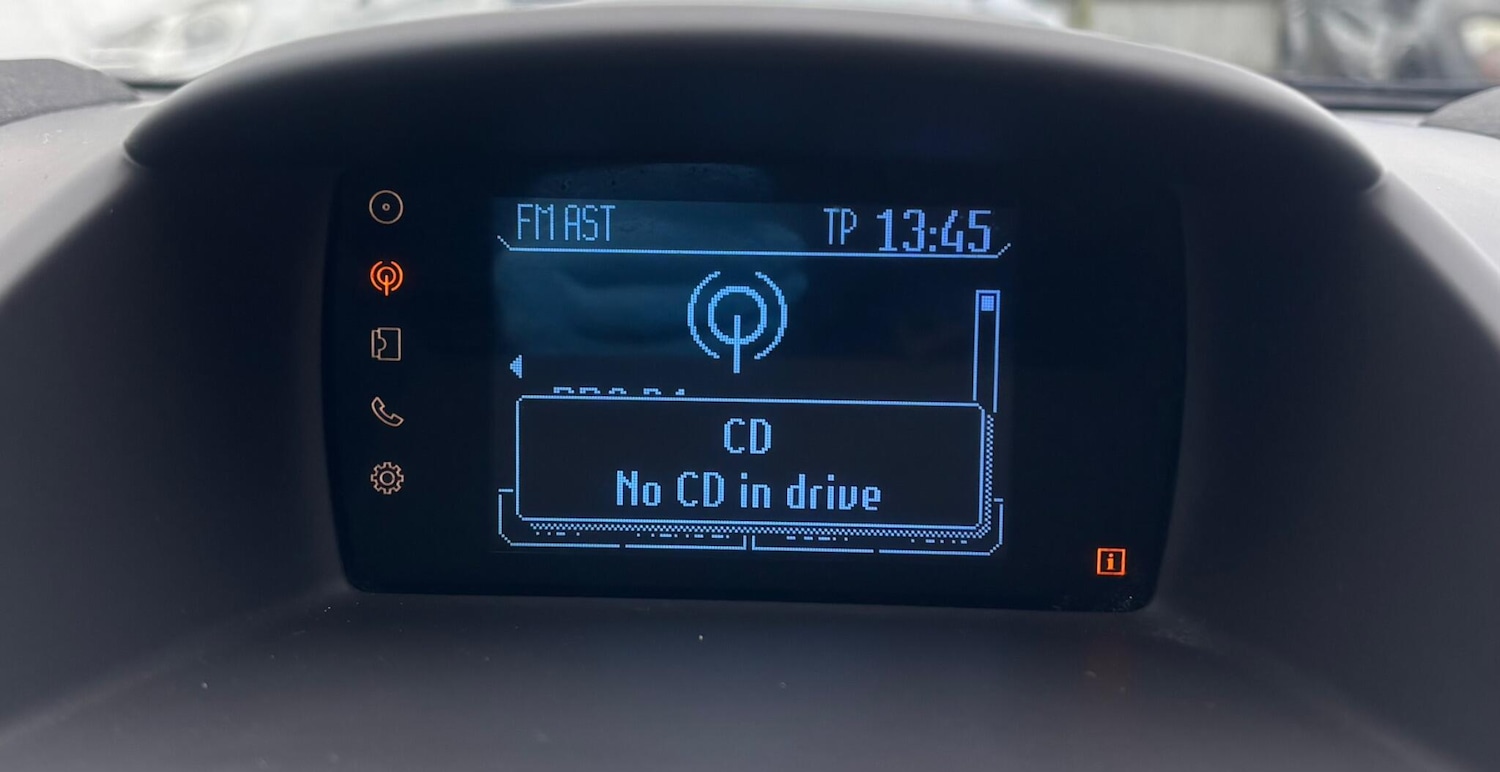 FM AST TP 13:45
CD
No CD in drive
i